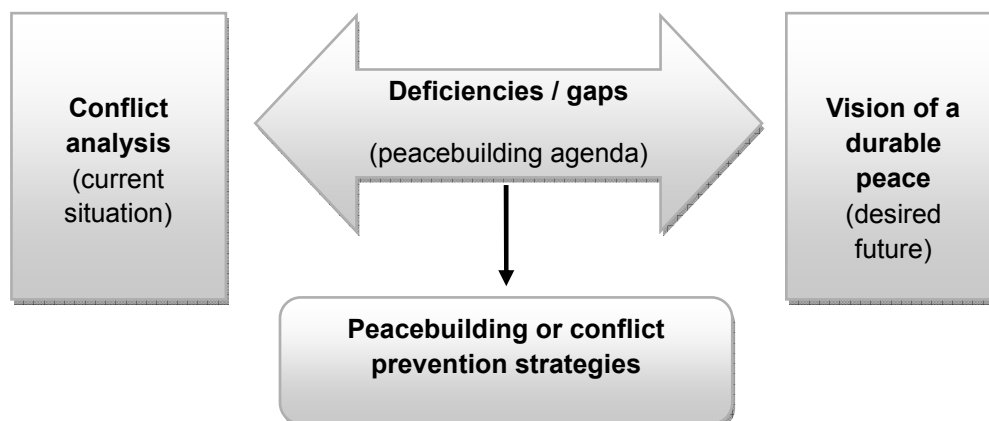 Conflict
analysis
(current
situation)
Deficiencies / gaps
(peacebuilding agenda)
Vision of a
durable
peace
(desired
future)
Peacebuilding or conflict
prevention strategies